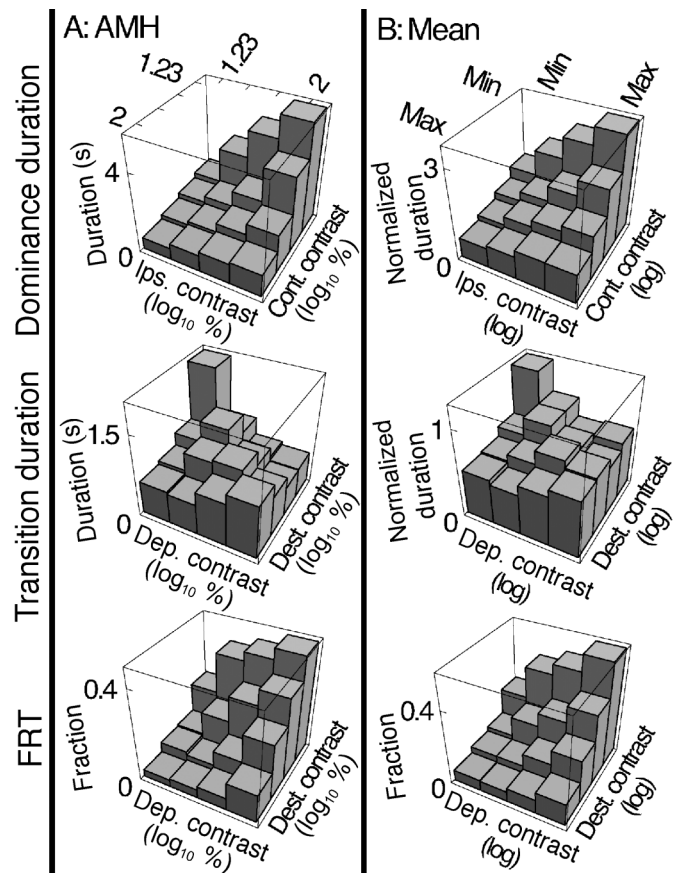 A: AMH
B: Mean
Dominance duration
1.23
1.23
2
2
4
Duration (s)
0
Ips. contrast
(log₁₀ %)
Cont. contrast
(log₁₀ %)
Min
Min
Max
Max
3
Normalized
duration
0
Ips. contrast
(log)
Cont. contrast
(log)
Transition duration
1.5
Duration (s)
0
Dep. contrast
(log₁₀ %)
Dest. contrast
(log₁₀ %)
1
Normalized
duration
0
Dep. contrast
(log)
Dest. contrast
(log)
FRT
0.4
Fraction
0
Dep. contrast
(log₁₀ %)
Dest. contrast
(log₁₀ %)
0.4
Fraction
0
Dep. contrast
(log)
Dest. contrast
(log)